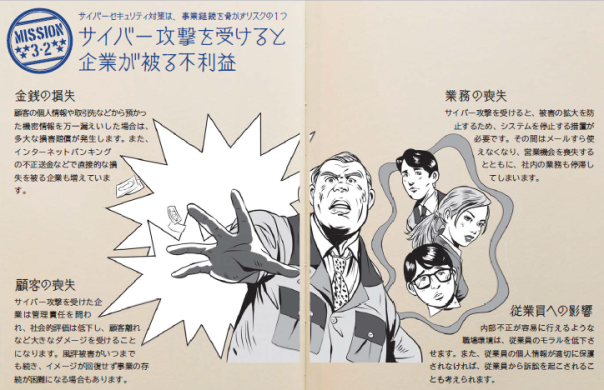 MISSION
3-2
サイバーセキュリティ対策は、事業継続を脅かすリスクの1つ
サイバー攻撃を受けると
企業が被る不利益
金銭の損失
顧客の個人情報や取引先などから預かっ
た機密情報を万一漏えいした場合は、
多大な損害賠償が発生します。また、
インターネットバンキング
の不正送金などで直接的な損
失を被る企業も増えていま
す。
顧客の喪失
サイバー攻撃を受けた企
業は管理責任を問わ
れ、社会的評価は低下し、顧客離れ
など大きなダメージを受けること
になります。風評被害がいつまで
も続き、イメージが回復せず事業の存
続が困難になる場合もあります。
業務の喪失
サイバー攻撃を受けると、被害の拡大を防
止するため、システムを停止する措置が
必要です。その間はメールすら使
えなくなり、営業機会を喪失する
とともに、社内の業務も停滞し
てしまいます。
従業員への影響
内部不正が容易に行えるような
職場環境は、従業員のモラルを低下さ
せます。また、従業員の個人情報が適切に保護
されなければ、従業員から訴訟を起こされるこ
とも考えられます。